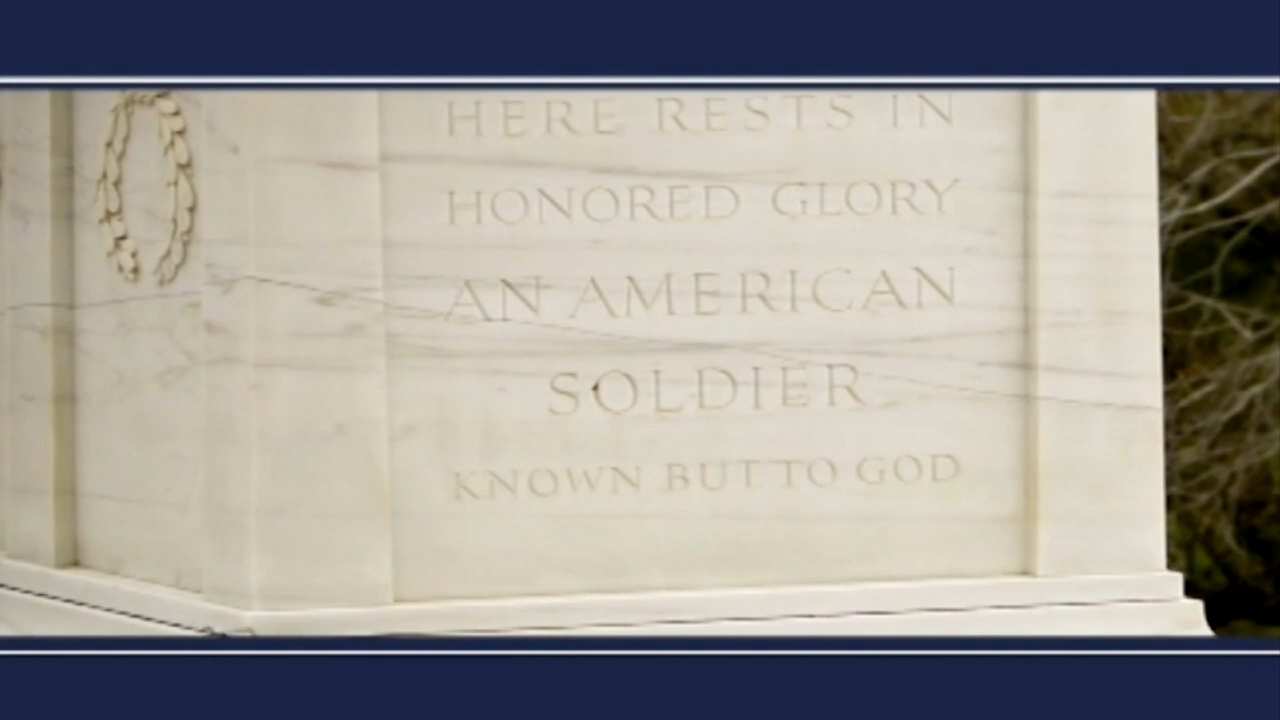 HERE RESTS IN
HONORED GLORY
AN AMERICAN
SOLDIER
KNOWN BUT TO GOD